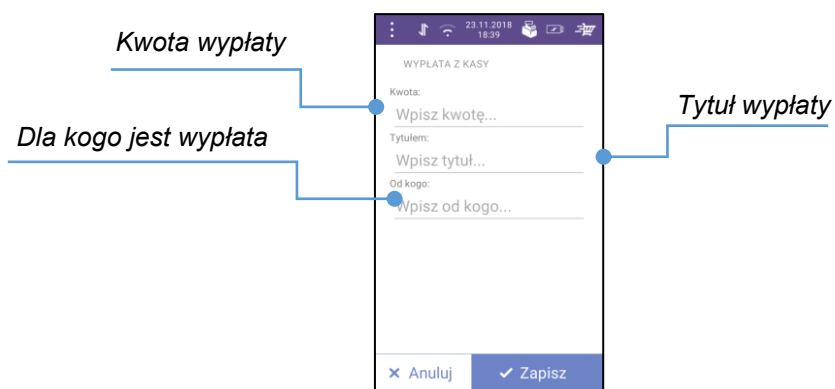 23.11.2018
18:39
Kwota wypłaty
WYPŁATA Z KASY
Kwota:
Wpisz kwotę...
Tytuł wypłaty
Dla kogo jest wypłata
Tytułem:
Wpisz tytuł...
Od kogo:
Wpisz od kogo...
Anuluj
Zapisz